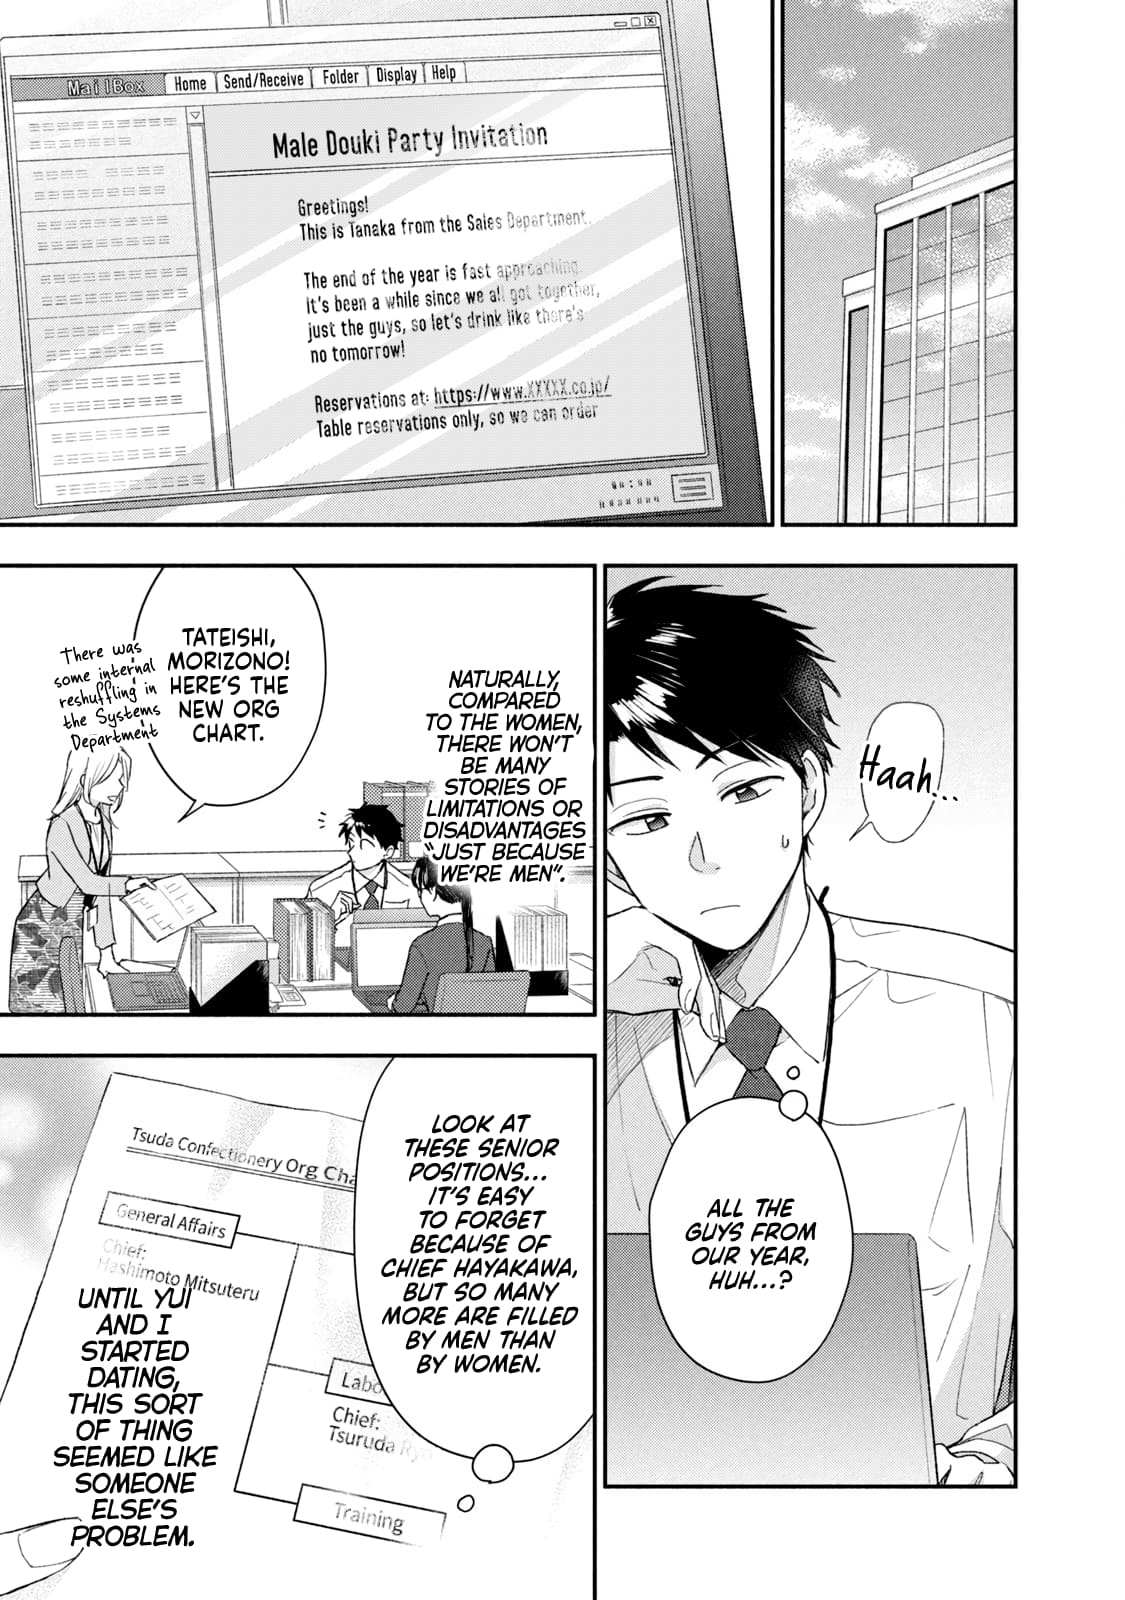 MailBox
Home
Send/Receive
Folder
Display
Help
Male Douki Party Invitation
Greetings!
This is Tanaka from the Sales Department.
The end of the year is fast approaching.
It's been a while since we all got together,
just the guys, so let's drink like there's
no tomorrow!
Reservations at: https://www.XXXXX.co.jp/
Table reservations only, so we can order
Haah...
ALL THE
GUYS FROM
OUR YEAR,
HUH...?
NATURALLY,
COMPARED
TO THE WOMEN,
THERE WON'T
BE MANY
STORIES OF
LIMITATIONS OR
DISADVANTAGES
"JUST BECAUSE
WE'RE MEN".
TATEISHI,
MORIZONO!
HERE'S THE
NEW ORG
CHART.
There was
some internal
reshuffling in
the Systems
Department
LOOK AT
THESE SENIOR
POSITIONS...
IT'S EASY
TO FORGET
BECAUSE OF
CHIEF HAYAKAWA,
BUT SO MANY
MORE ARE FILLED
BY MEN THAN
BY WOMEN.
Tsuda Confectionery Org Cha
General Affairs
Chief:
Hashimoto Mitsuteru
Labo
Chief:
Tsuruda Ryo
Training
UNTIL YUI
AND I
STARTED
DATING,
THIS SORT
OF THING
SEEMED LIKE
SOMEONE
ELSE'S
PROBLEM.